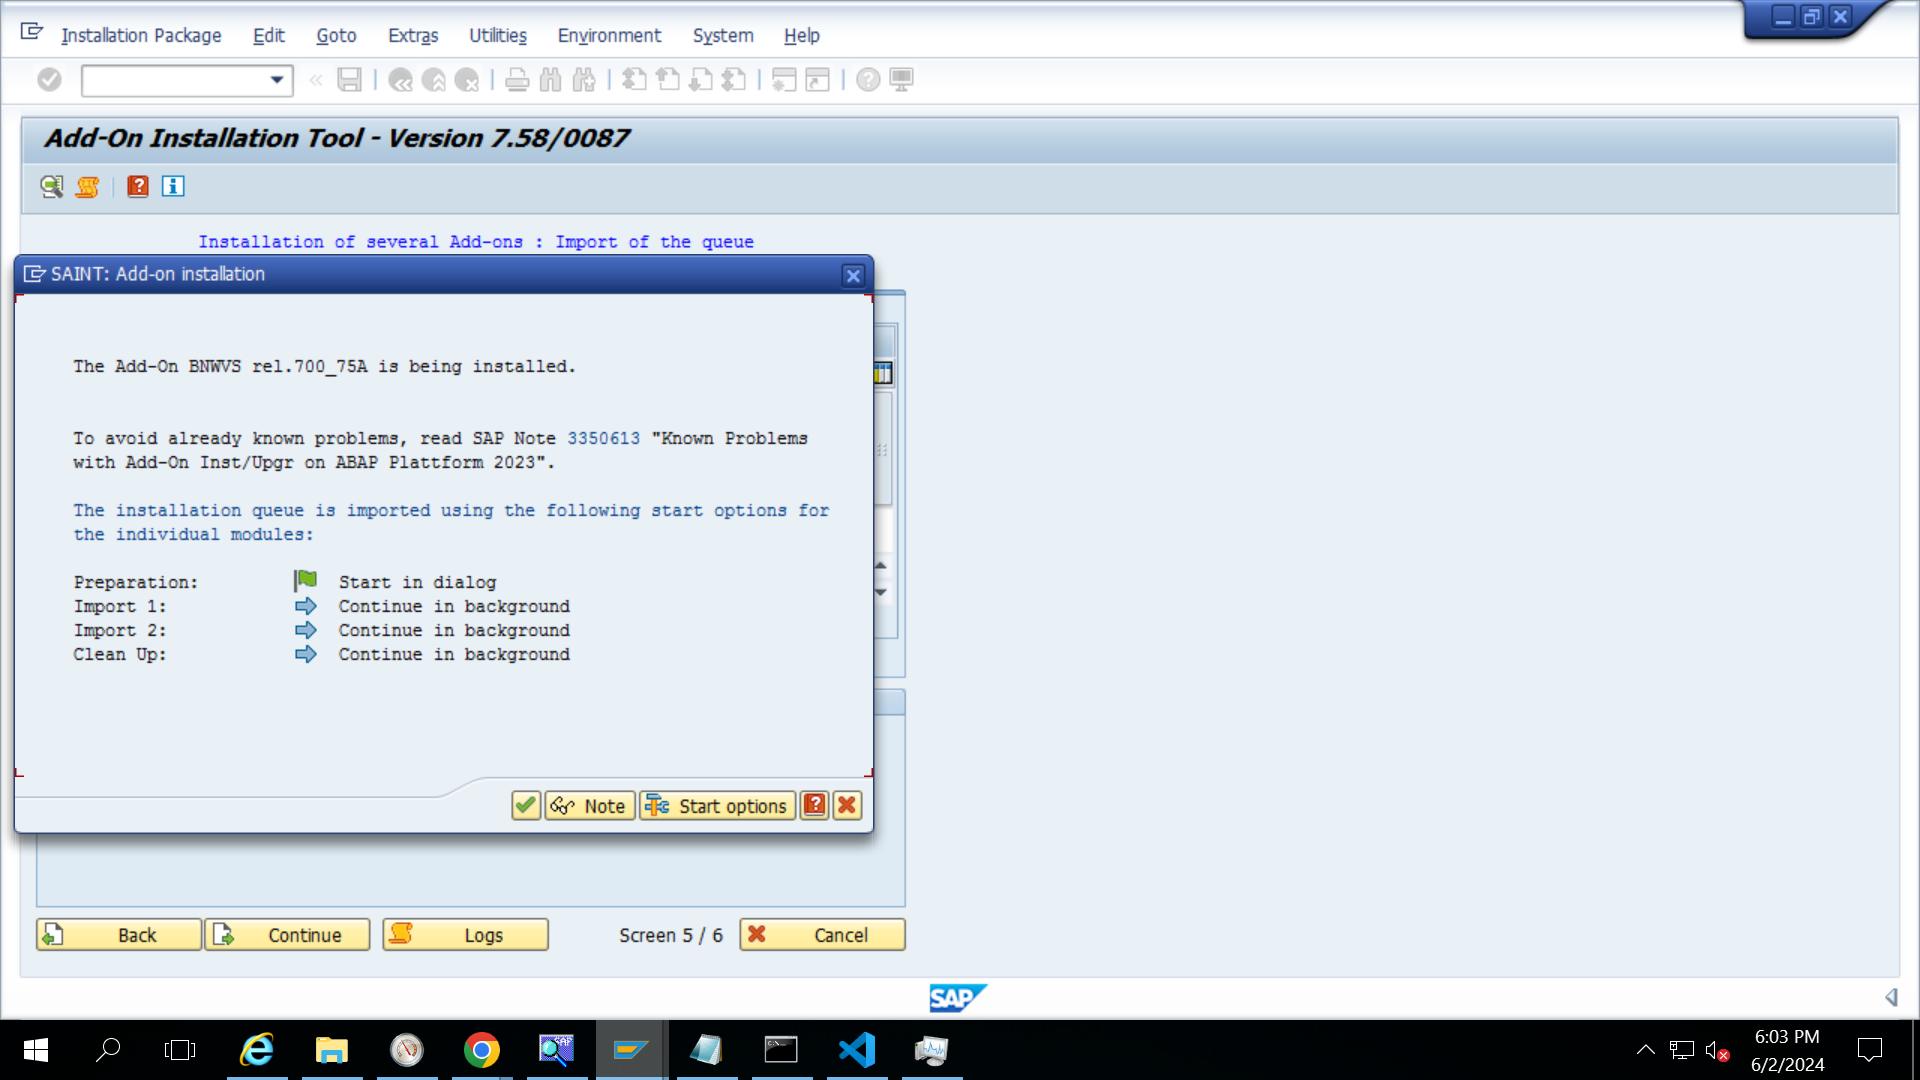 Installation Package Edit Goto Extras Utilities Environment System Help
Add-On Installation Tool - Version 7.58/0087
Installation of several Add-ons : Import of the queue
SAINT: Add-on installation
The Add-On BNWVS rel.700_75A is being installed.
To avoid already known problems, read SAP Note 3350613 "Known Problems
with Add-On Inst/Upgr on ABAP Plattform 2023".
The installation queue is imported using the following start options for
the individual modules:
Preparation: Start in dialog
Import 1: Continue in background
Import 2: Continue in background
Clean Up: Continue in background
Note Start options
Back Continue Logs Screen 5 / 6 Cancel
SAP
SAP
6:03 PM
6/2/2024